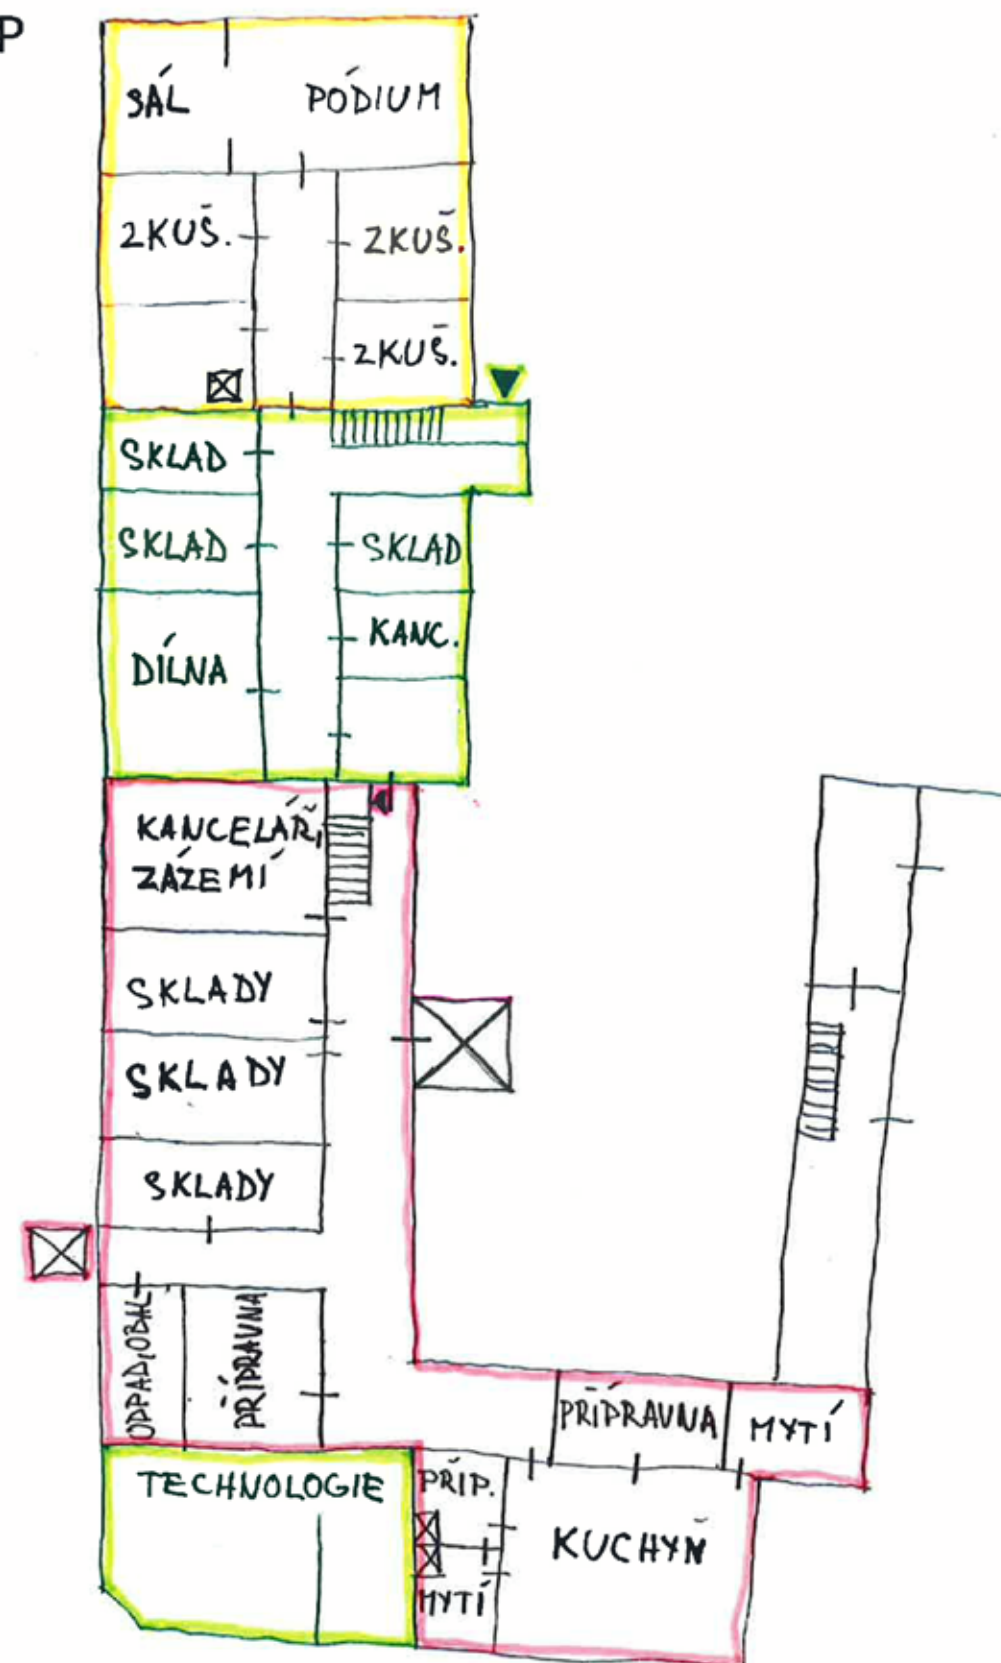 P
SÁL
PÓDIUM
ZKUŠ.
ZKUŠ.
ZKUŠ.
SKLAD
SKLAD
SKLAD
KANC.
DÍLNA
KANCELÁŘ,
ZÁZEMÍ
SKLADY
SKLADY
SKLADY
ODPAD, OBAL
PŘÍPRAVNA
PŘÍPRAVNA
MYTÍ
TECHNOLOGIE
PŘÍP.
KUCHYŇ
MYTÍ